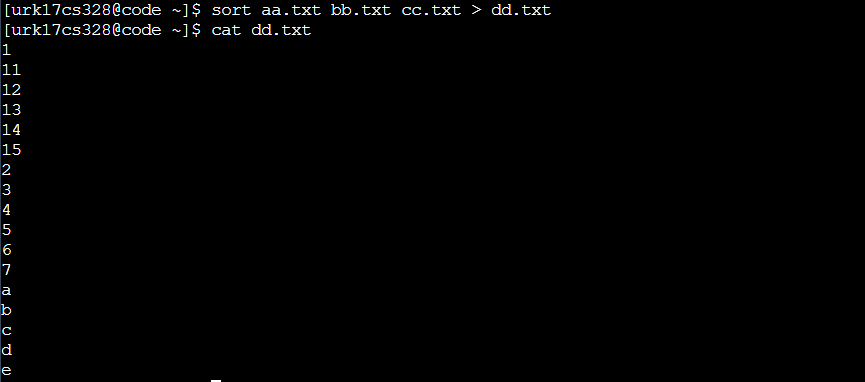 [urk17cs328@code ~]$ sort aa.txt bb.txt cc.txt > dd.txt
[urk17cs328@code ~]$ cat dd.txt
1
11
12
13
14
15
2
3
4
5
6
7
a
b
c
d
e